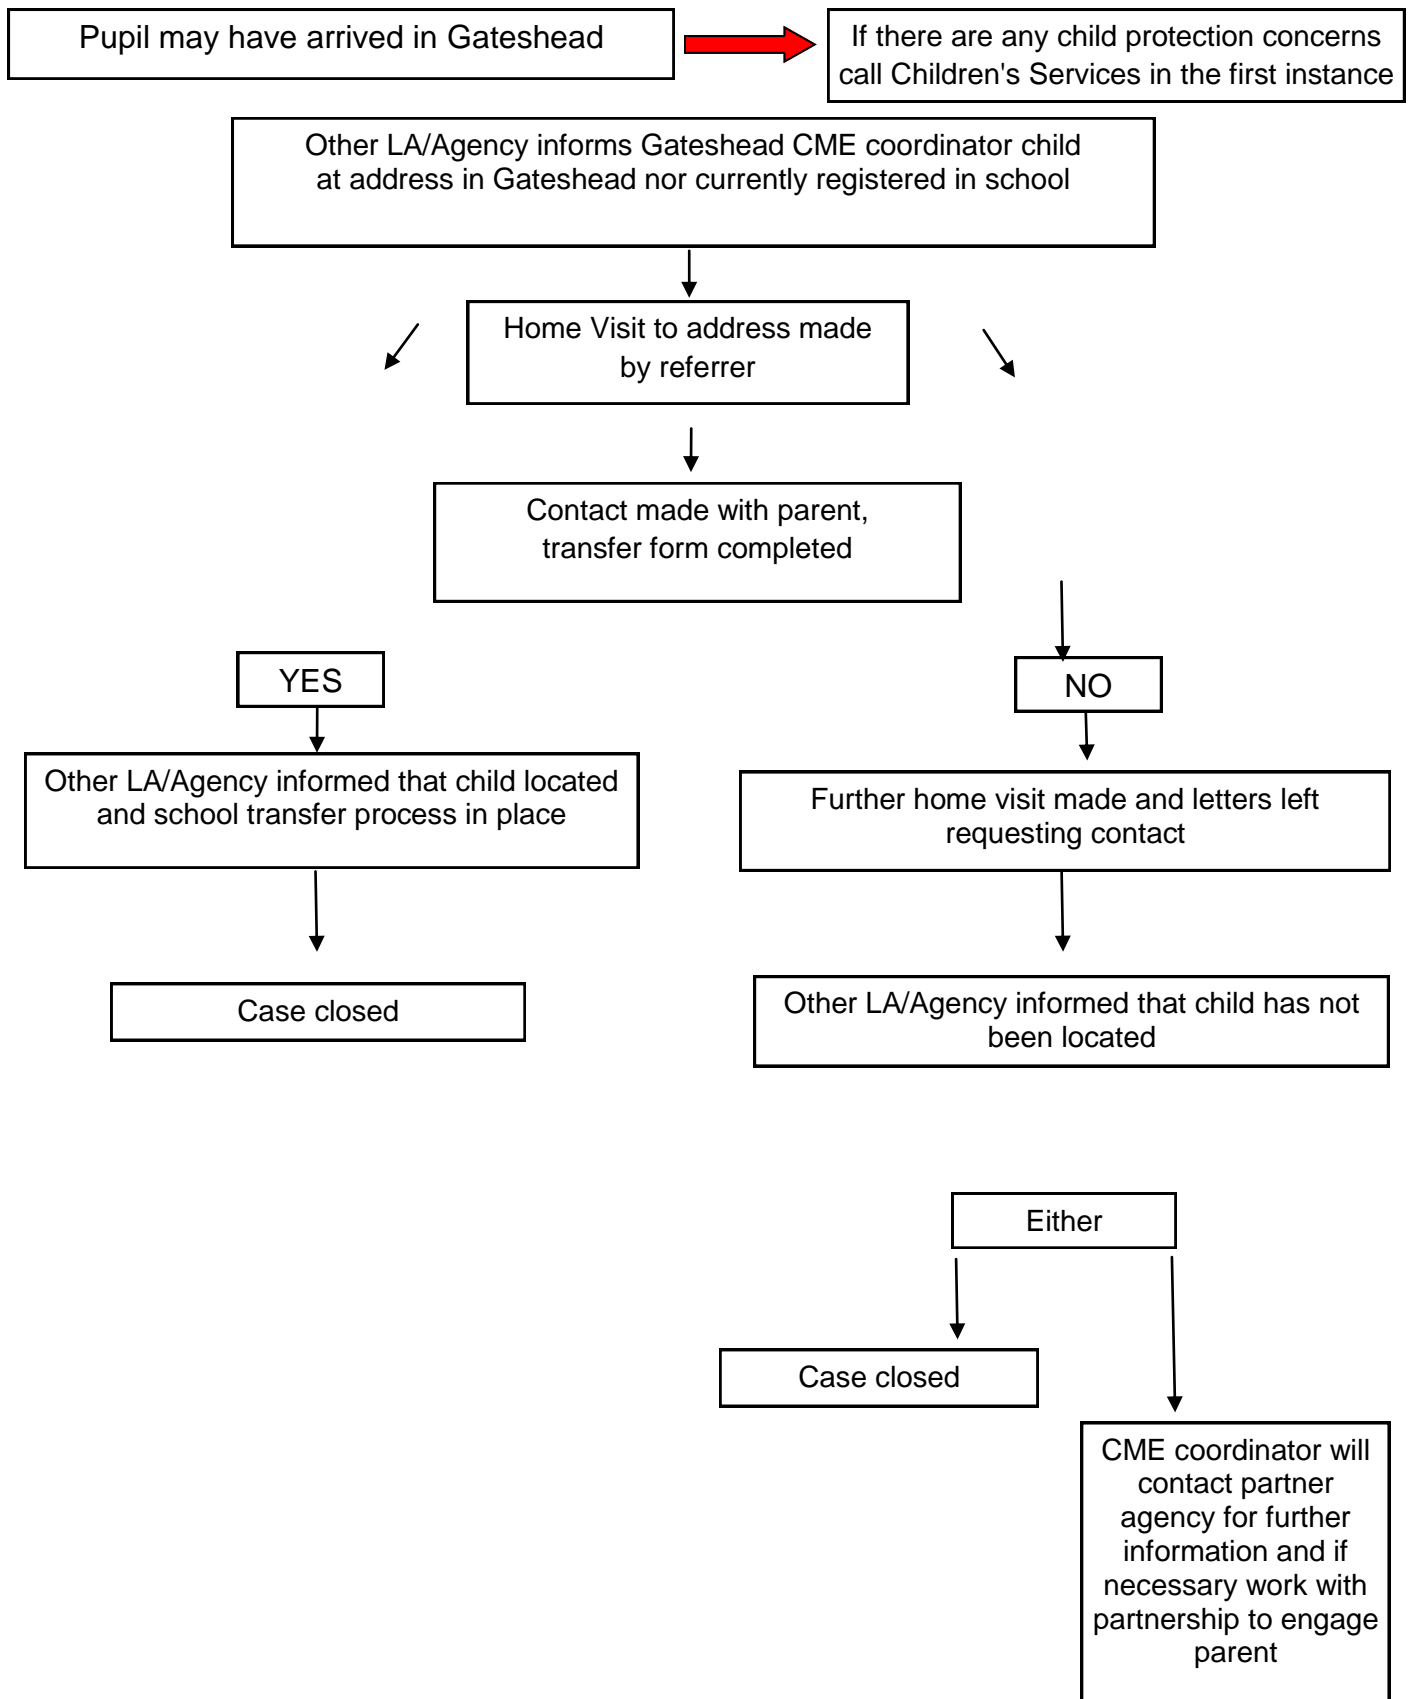 Pupil may have arrived in Gateshead
If there are any child protection concerns
call Children's Services in the first instance
Other LA/Agency informs Gateshead CME coordinator child
at address in Gateshead nor currently registered in school
Home Visit to address made
by referrer
Contact made with parent,
transfer form completed
YES
NO
Other LA/Agency informed that child located
and school transfer process in place
Further home visit made and letters left
requesting contact
Case closed
Other LA/Agency informed that child has not
been located
Either
Case closed
CME coordinator will
contact partner
agency for further
information and if
necessary work with
partnership to engage
parent